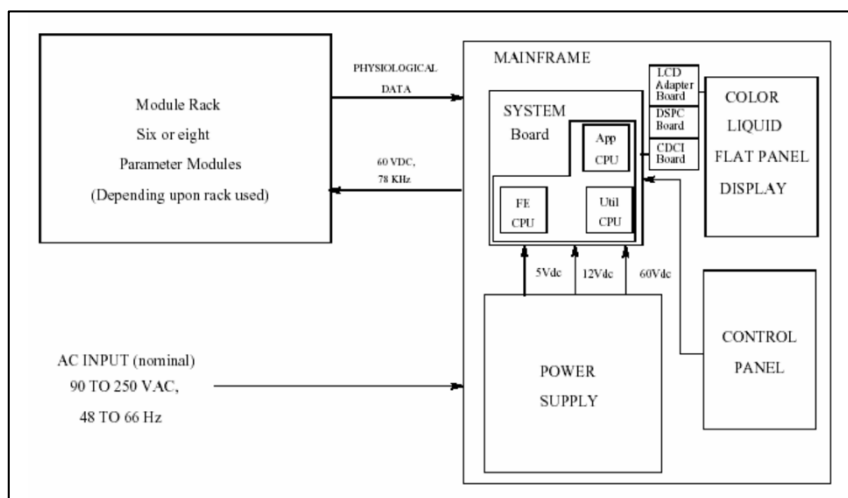 Module Rack
Six or eight
Parameter Modules
(Depending upon rack used)
PHYSIOLOGICAL
DATA
60 VDC,
78 KHz
MAINFRAME
SYSTEM
Board
App
CPU
FE
CPU
Util
CPU
LCD
Adapter
Board
DSPC
Board
CDCI
Board
COLOR
LIQUID
FLAT PANEL
DISPLAY
5Vdc
12Vdc
60Vdc
AC INPUT (nominal)
90 TO 250 VAC,
48 TO 66 Hz
POWER
SUPPLY
CONTROL
PANEL